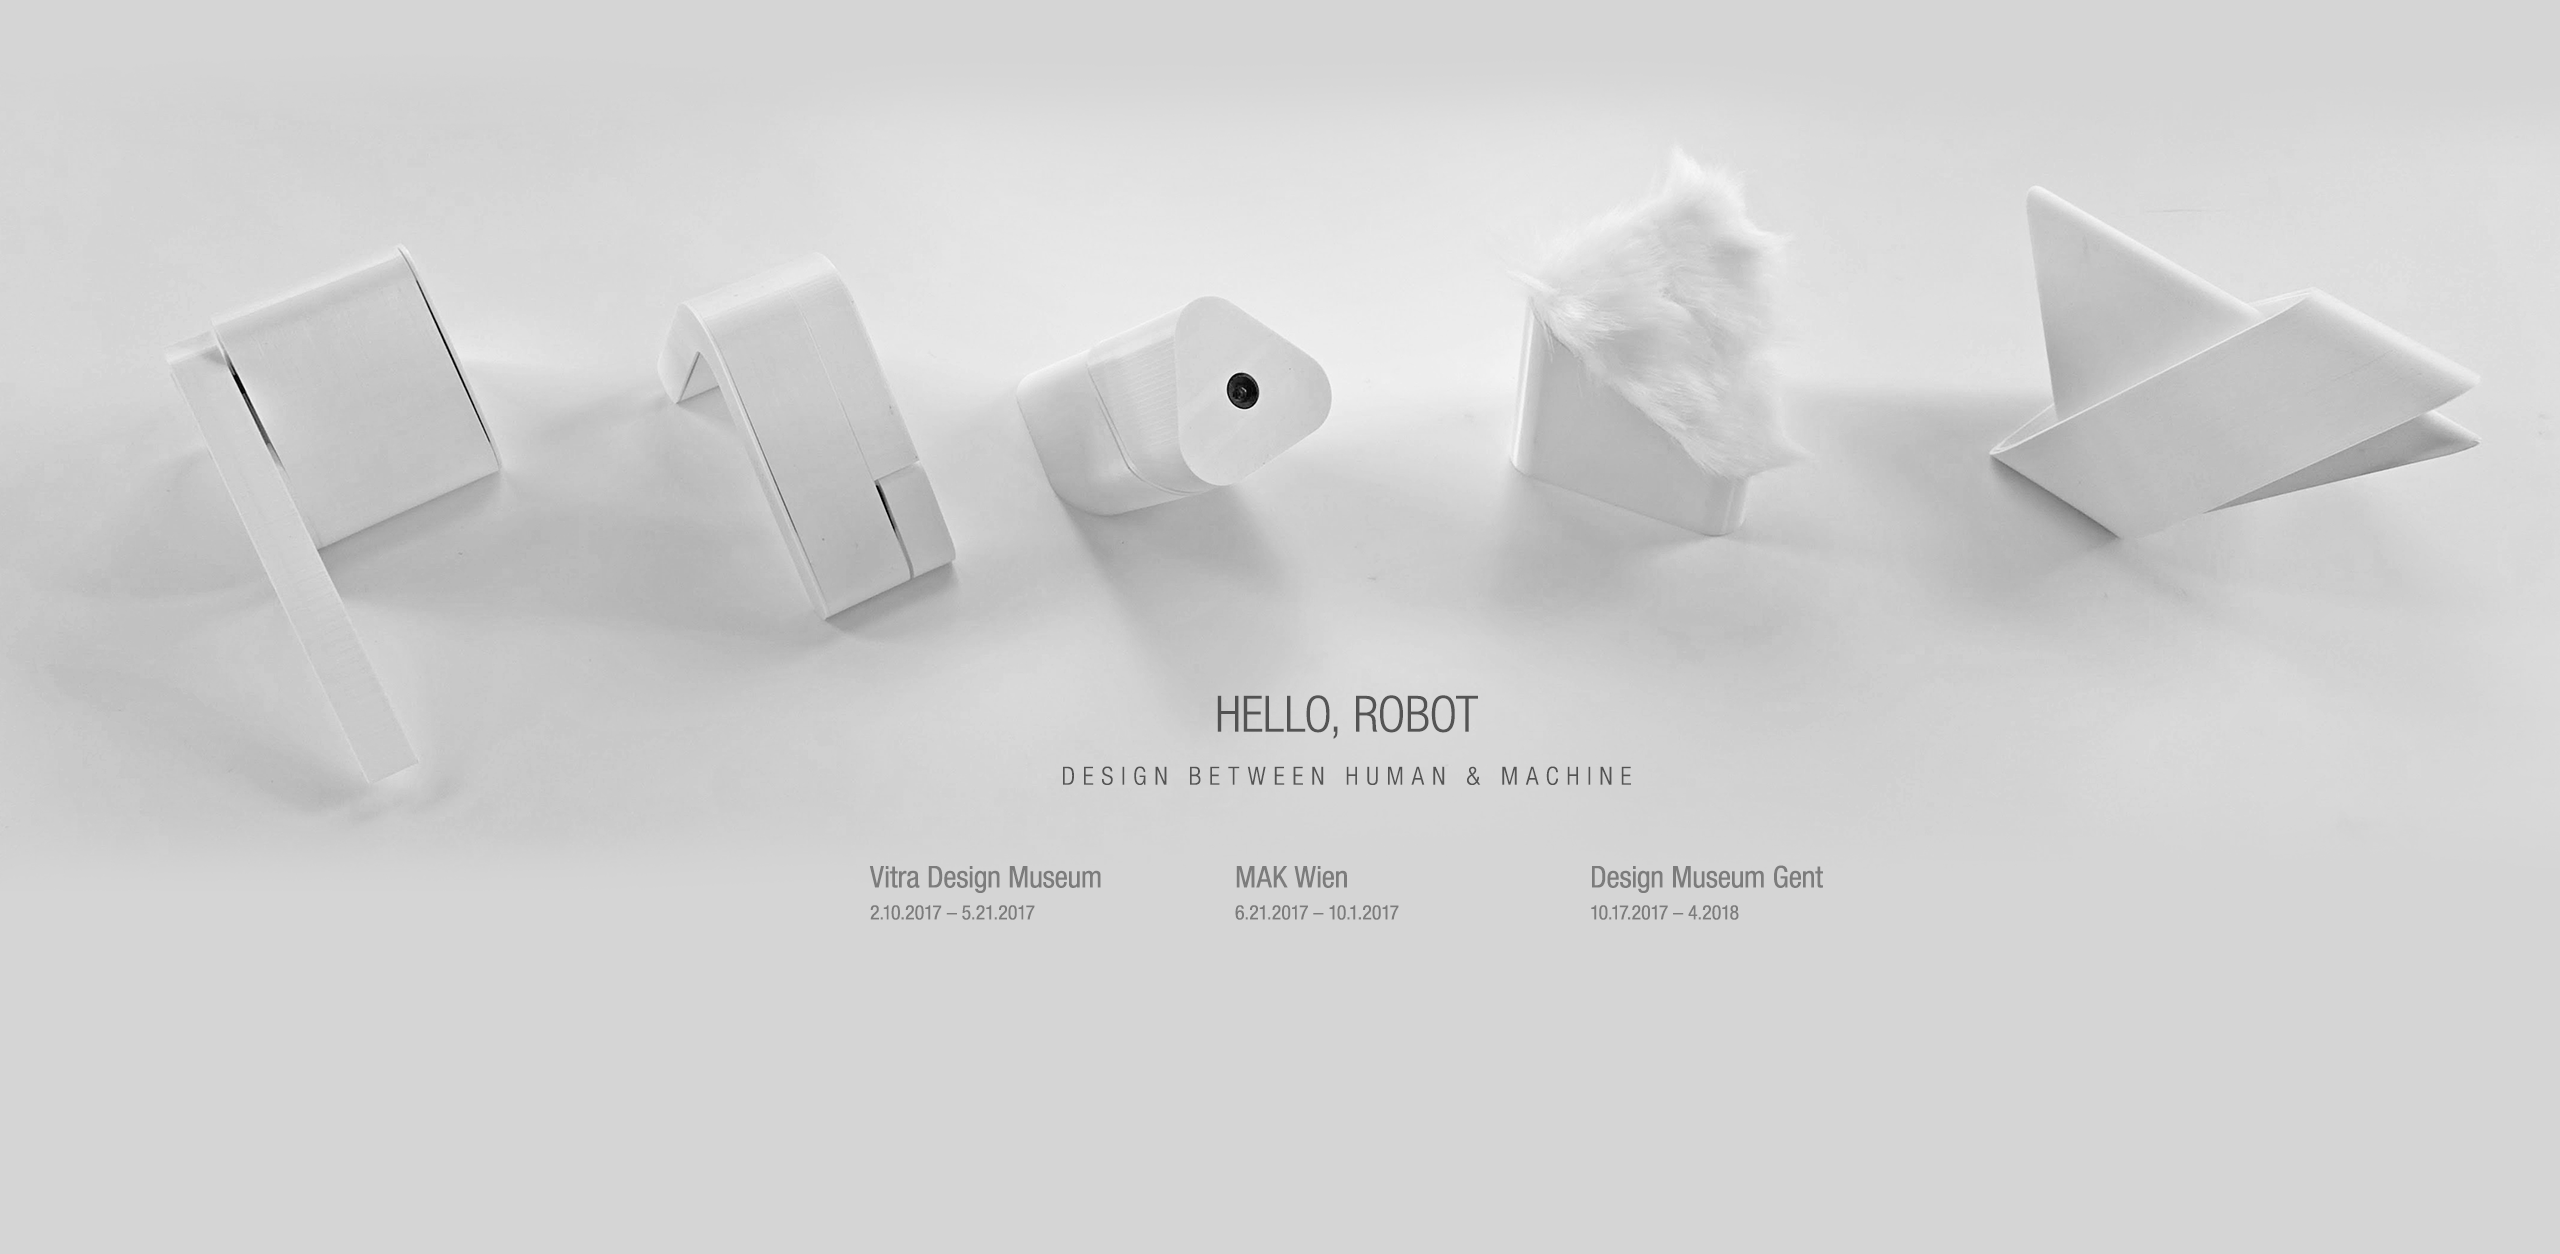 HELLO, ROBOT
DESIGN BETWEEN HUMAN & MACHINE
Vitra Design Museum
2.10.2017 – 5.21.2017
MAK Wien
6.21.2017 – 10.1.2017
Design Museum Gent
10.17.2017 – 4.2018